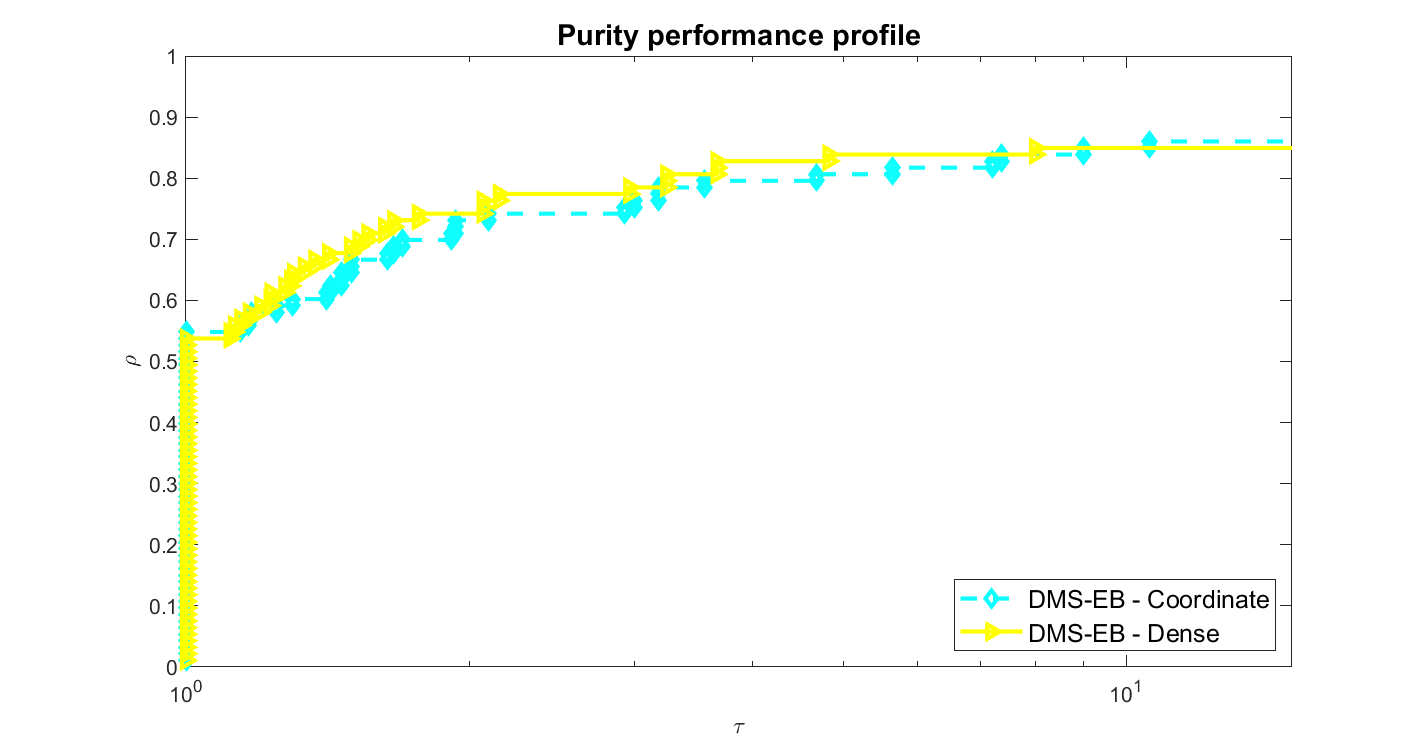 Purity performance profile
1
0.9
0.8
0.7
0.6
0.5
0.4
0.3
0.2
0.1
0
ρ
10^0
10^1
τ
DMS-EB - Coordinate
DMS-EB - Dense